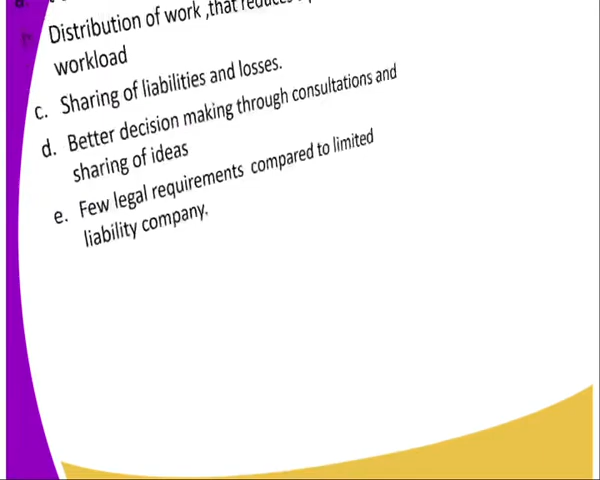 Distribution of work ,that reduces
workload
c. Sharing of liabilities and losses.
d. Better decision making through consultations and
sharing of ideas
e. Few legal requirements compared to limited
liability company.